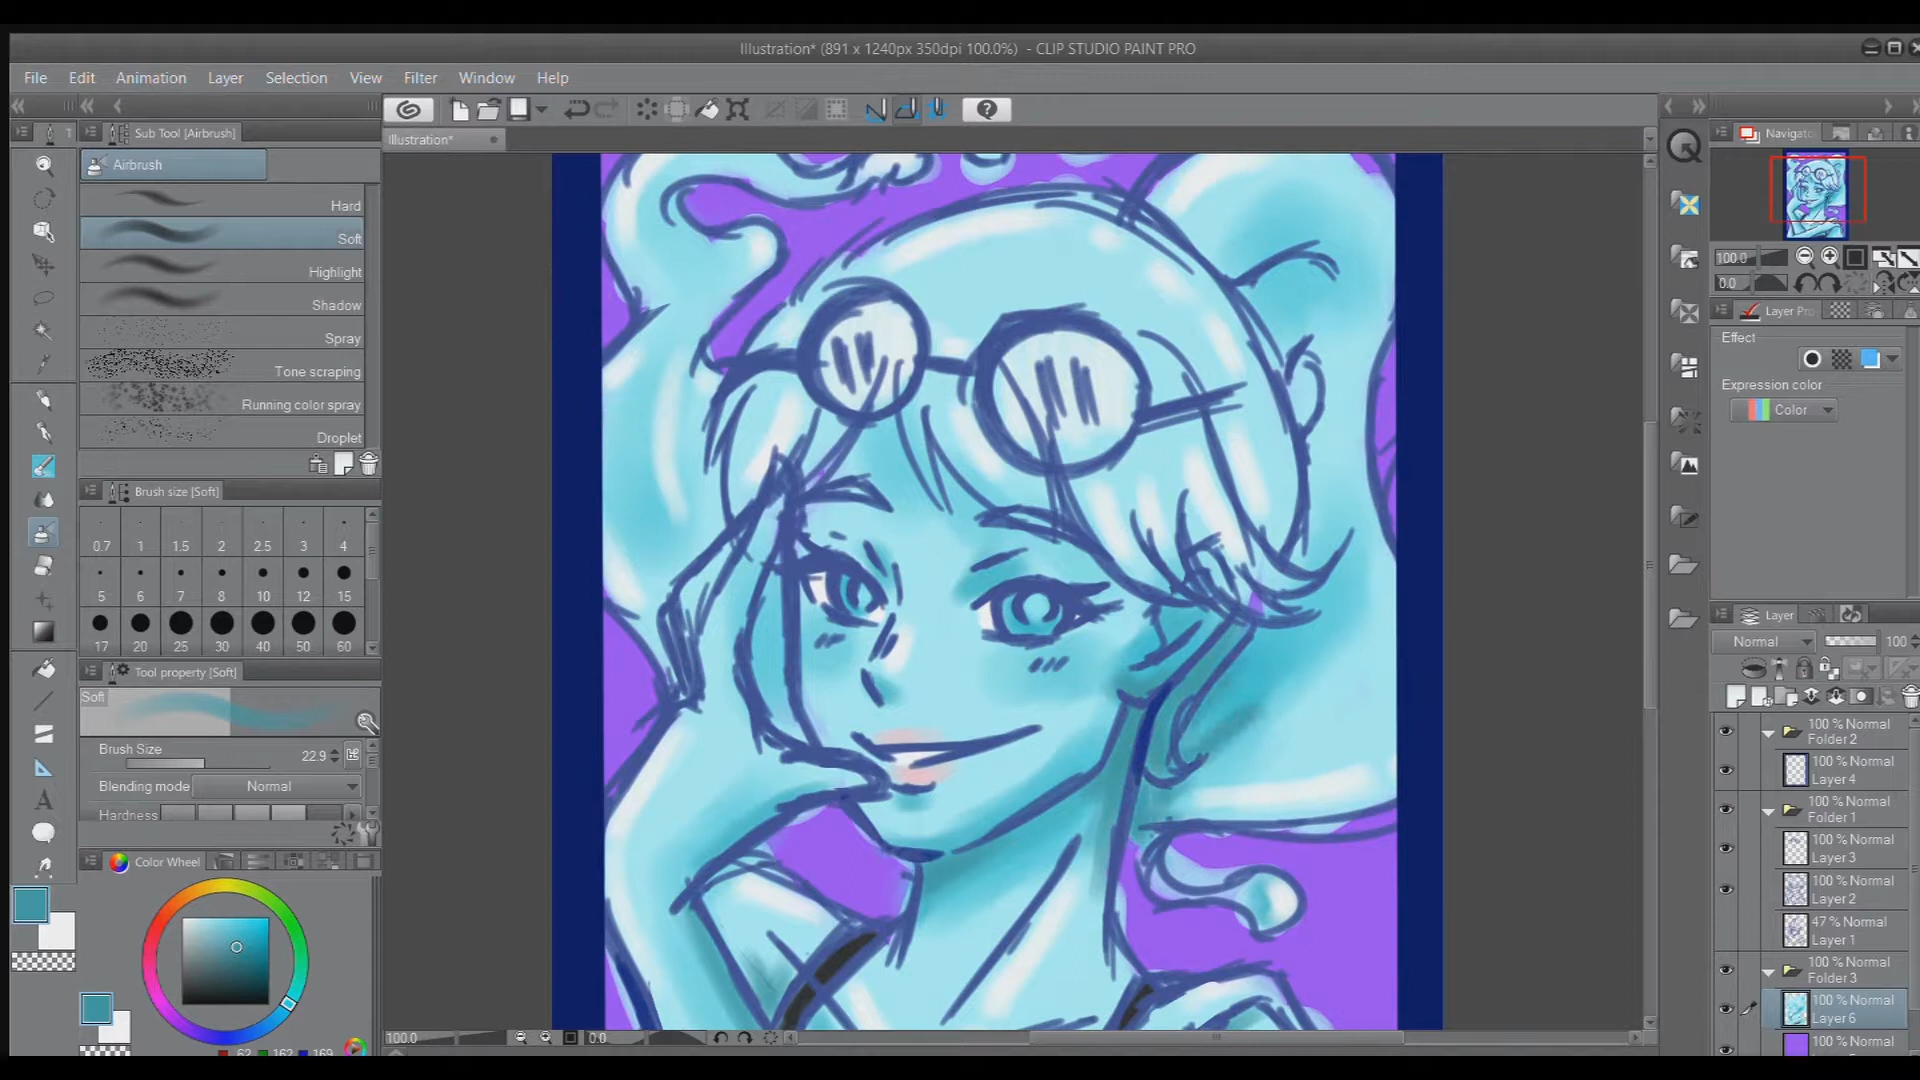 Illustration* (891 x 1240px 350dpi 100.0%) - CLIP STUDIO PAINT PRO
File Edit Animation Layer Selection View Filter Window Help
Sub Tool [Airbrush]
Illustration*
Airbrush
Hard
Soft
Highlight
Shadow
Spray
Tone scraping
Running color spray
Droplet
Brush size [Soft]
0.7 1 1.5 2 2.5 3 4
5 6 7 8 10 12 15
17 20 25 30 40 50 60
Tool property [Soft]
Soft
Brush Size 22.9
Blending mode Normal
Hardness
Color Wheel
62 162 169
100.0 0.0
Navigato
100.0
0.0
Layer Pro
Effect
Expression color
Color
Layer
Normal 100
100 % Normal
Folder 2
100 % Normal
Layer 4
100 % Normal
Folder 1
100 % Normal
Layer 3
100 % Normal
Layer 2
47 % Normal
Layer 1
100 % Normal
Folder 3
100 % Normal
Layer 6
100 % Normal